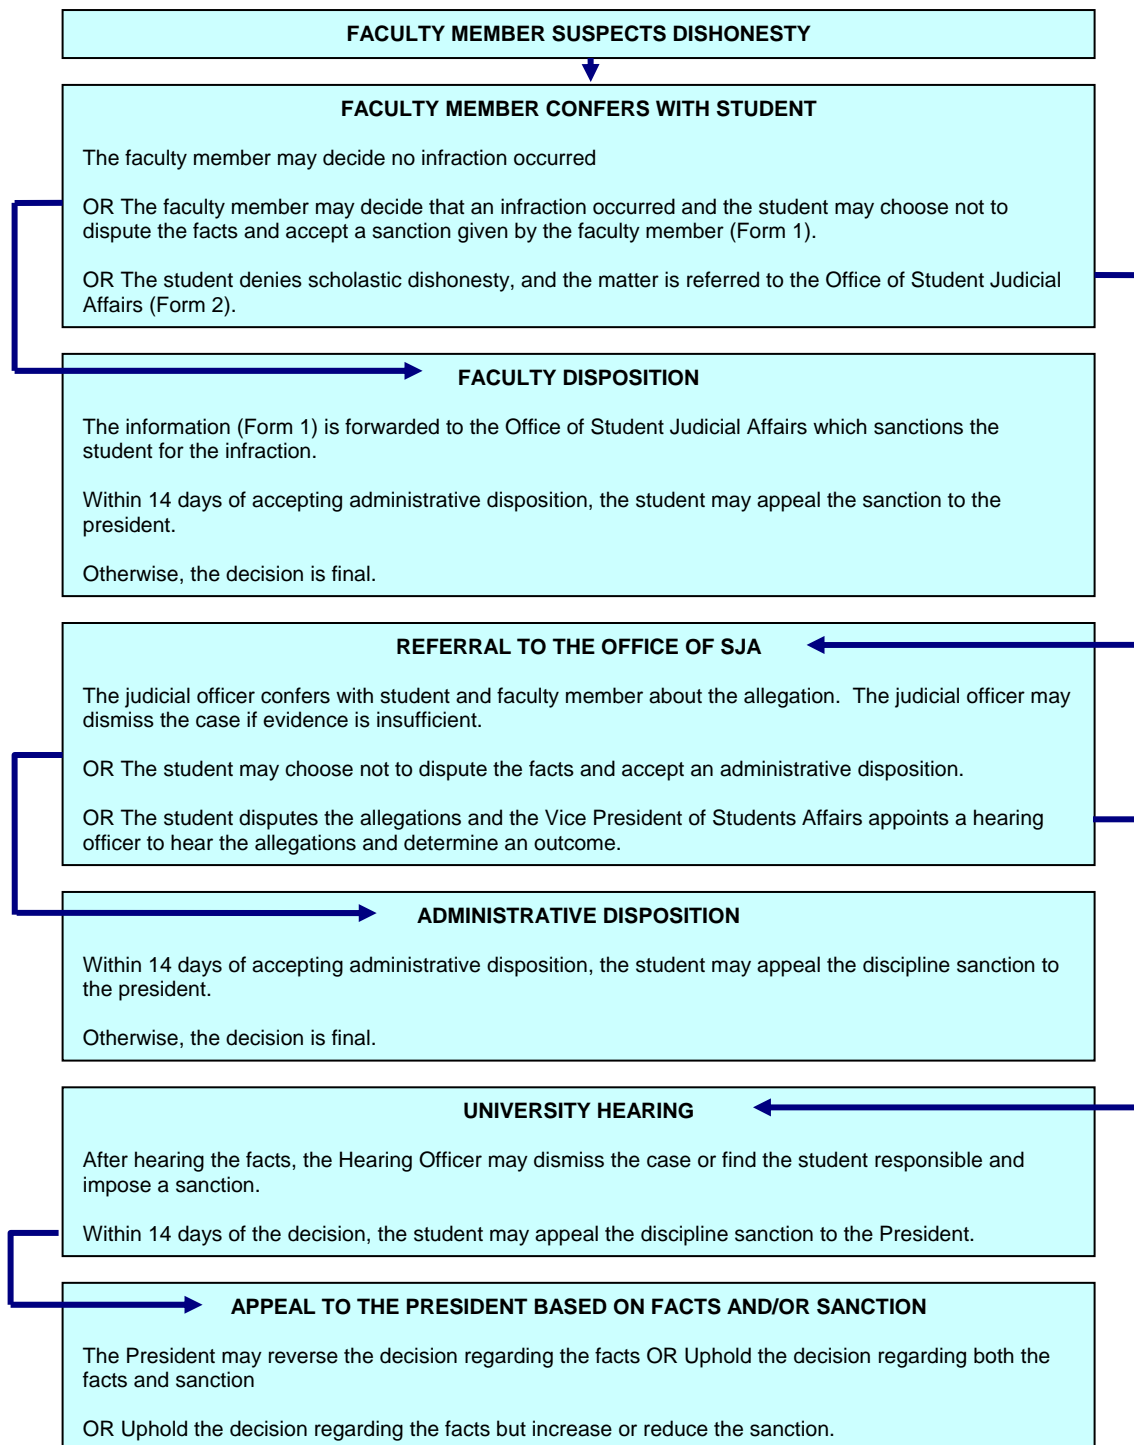 FACULTY MEMBER SUSPECTS DISHONESTY
FACULTY MEMBER CONFERS WITH STUDENT
The faculty member may decide no infraction occurred
OR The faculty member may decide that an infraction occurred and the student may choose not to
dispute the facts and accept a sanction given by the faculty member (Form 1).
OR The student denies scholastic dishonesty, and the matter is referred to the Office of Student Judicial
Affairs (Form 2).
FACULTY DISPOSITION
The information (Form 1) is forwarded to the Office of Student Judicial Affairs which sanctions the
student for the infraction.
Within 14 days of accepting administrative disposition, the student may appeal the sanction to the
president.
Otherwise, the decision is final.
REFERRAL TO THE OFFICE OF SJA
The judicial officer confers with student and faculty member about the allegation.  The judicial officer may
dismiss the case if evidence is insufficient.
OR The student may choose not to dispute the facts and accept an administrative disposition.
OR The student disputes the allegations and the Vice President of Students Affairs appoints a hearing
officer to hear the allegations and determine an outcome.
ADMINISTRATIVE DISPOSITION
Within 14 days of accepting administrative disposition, the student may appeal the discipline sanction to
the president.
Otherwise, the decision is final.
UNIVERSITY HEARING
After hearing the facts, the Hearing Officer may dismiss the case or find the student responsible and
impose a sanction.
Within 14 days of the decision, the student may appeal the discipline sanction to the President.
APPEAL TO THE PRESIDENT BASED ON FACTS AND/OR SANCTION
The President may reverse the decision regarding the facts OR Uphold the decision regarding both the
facts and sanction
OR Uphold the decision regarding the facts but increase or reduce the sanction.